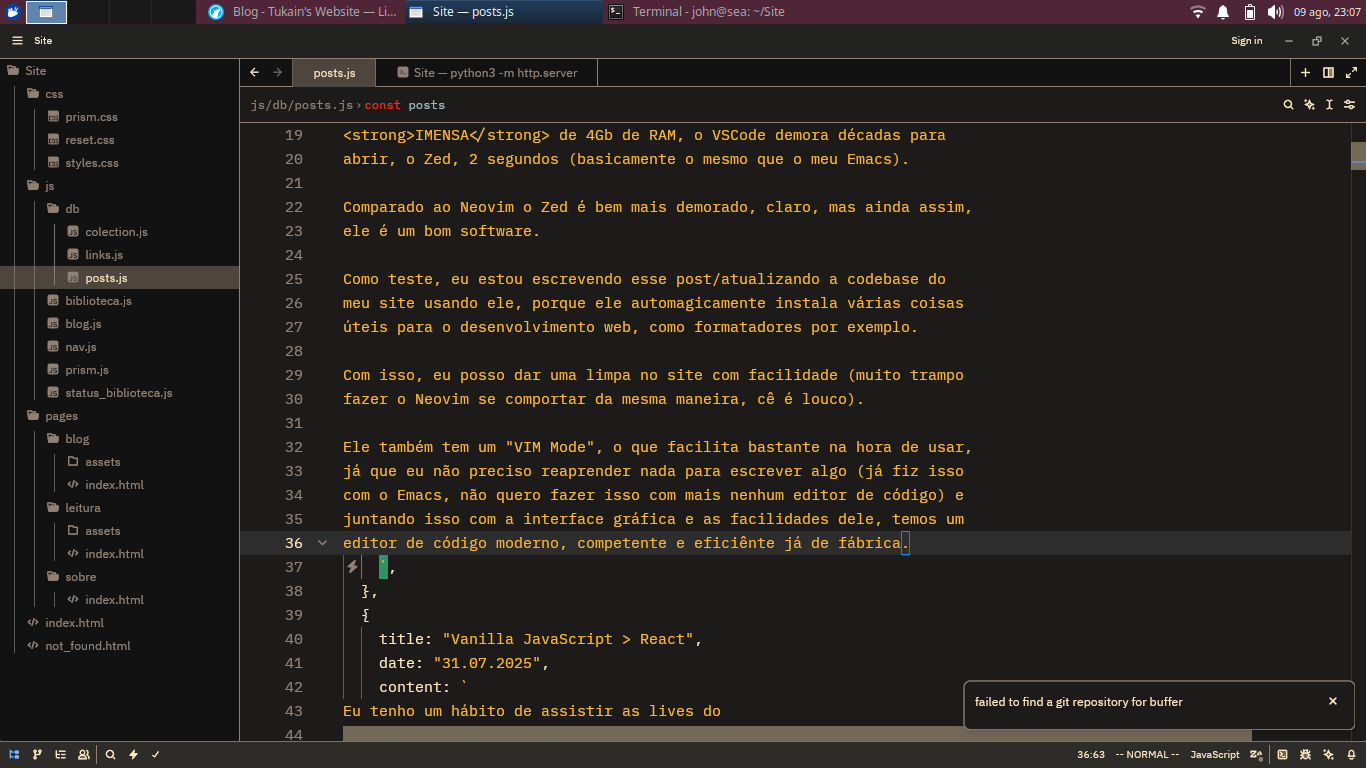 Blog - Tukain's Website — Li...
Site — posts.js
Terminal - john@sea: ~/Site
09 ago, 23:07
Site
Sign in
Site
css
prism.css
reset.css
styles.css
js
db
colection.js
links.js
posts.js
biblioteca.js
blog.js
nav.js
prism.js
status_biblioteca.js
pages
blog
assets
index.html
leitura
assets
index.html
sobre
index.html
index.html
not_found.html
posts.js
Site — python3 -m http.server
js/db/posts.js › const posts
19 <strong>IMENSA</strong> de 4Gb de RAM, o VSCode demora décadas para
20 abrir, o Zed, 2 segundos (basicamente o mesmo que o meu Emacs).
21
22 Comparado ao Neovim o Zed é bem mais demorado, claro, mas ainda assim,
23 ele é um bom software.
24
25 Como teste, eu estou escrevendo esse post/atualizando a codebase do
26 meu site usando ele, porque ele automagicamente instala várias coisas
27 úteis para o desenvolvimento web, como formatadores por exemplo.
28
29 Com isso, eu posso dar uma limpa no site com facilidade (muito trampo
30 fazer o Neovim se comportar da mesma maneira, cê é louco).
31
32 Ele também tem um "VIM Mode", o que facilita bastante na hora de usar,
33 já que eu não preciso reaprender nada para escrever algo (já fiz isso
34 com o Emacs, não quero fazer isso com mais nenhum editor de código) e
35 juntando isso com a interface gráfica e as facilidades dele, temos um
36 editor de código moderno, competente e eficiênte já de fábrica.
37 `,
38 },
39 {
40 title: "Vanilla JavaScript > React",
41 date: "31.07.2025",
42 content: `
43 Eu tenho um hábito de assistir as lives do
44
failed to find a git repository for buffer
36:63
-- NORMAL --
JavaScript